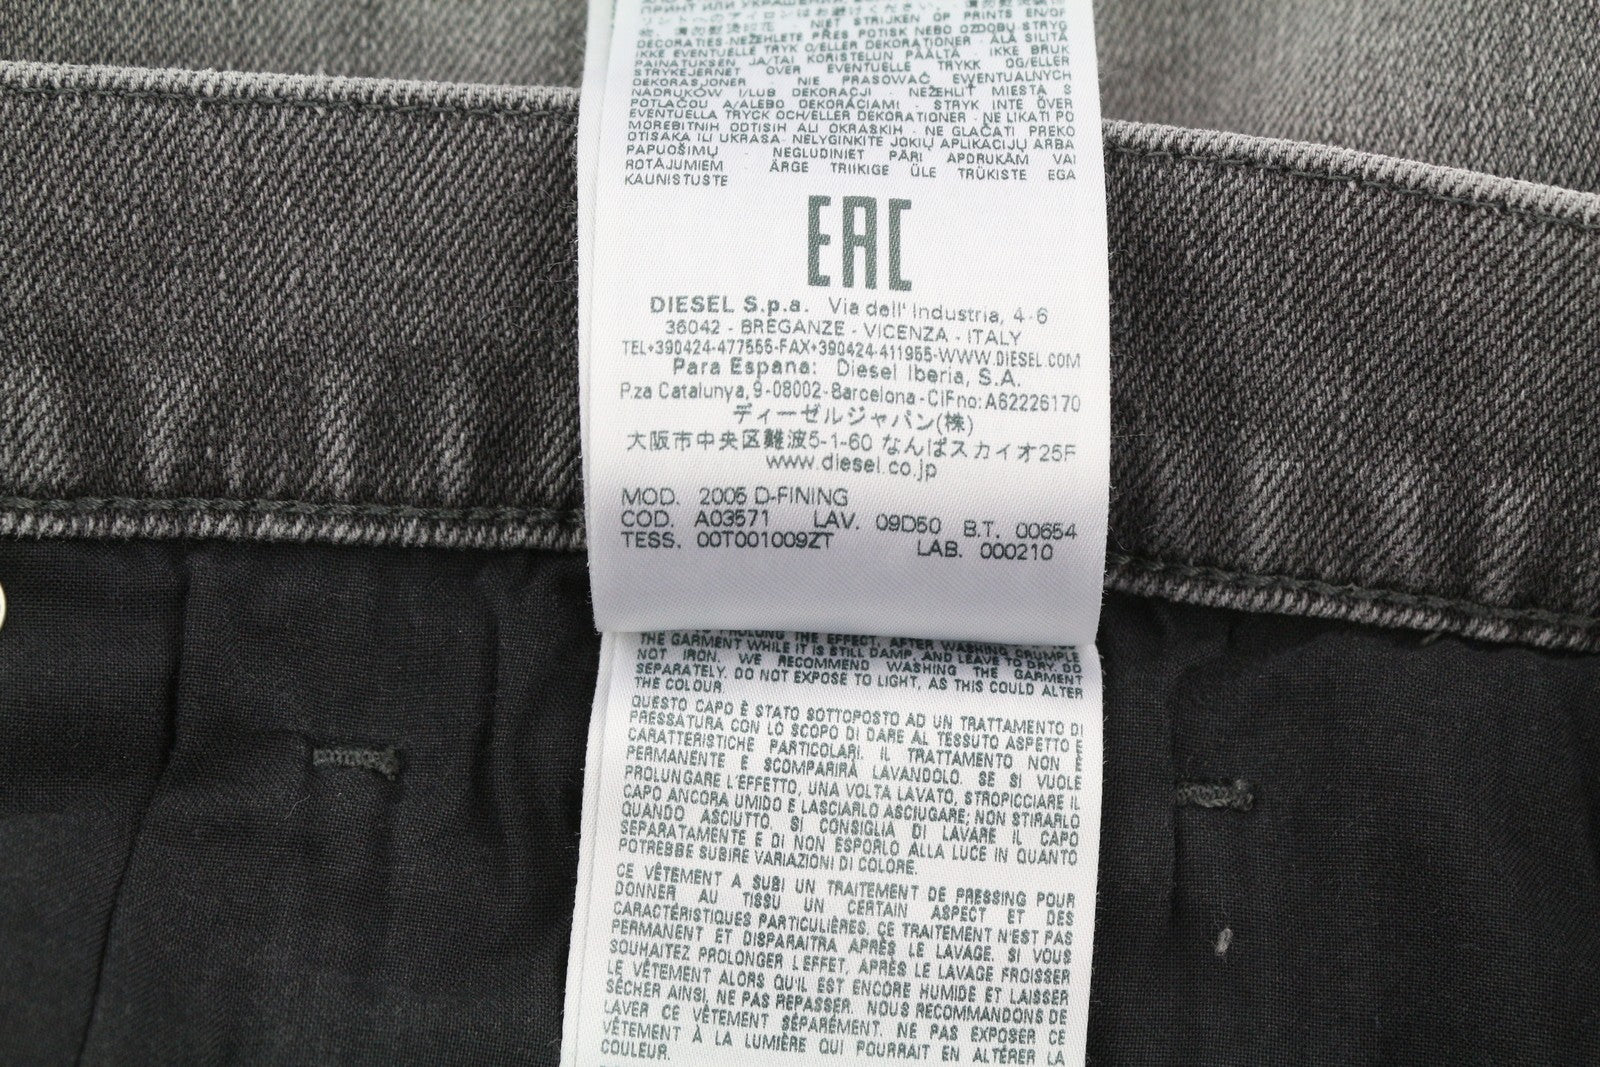 NIET STRIJKEN OP PRINTS EN/OF
DECORATIES-NEŽEHLETE PŘES POTISK NEBO OZDOBU-STRYG
IKKE EVENTUELLE TRYK O/ELLER DEKORATIONER - ÄLÄ SILITÄ
PAINATUKSEN JA/TAI KORISTELUN PÄÄLTÄ - IKKE BRUK
STRYKEJERNET OVER EVENTUELLE TRYKK OG/ELLER
DEKORASJONER - NIE PRASOWAĆ EWENTUALNYCH
NADRUKÓW I/LUB DEKORACJI - NEŽEHLIT MIESTA S
POTLAČOU A/ALEBO DEKORÁCIAMI - STRYK INTE ÖVER
EVENTUELLA TRYCK OCH/ELLER DEKORATIONER - NE LIKATI PO
MOREBITNIH ODTISIH ALI OKRASKIH - NE GLAČATI PREKO
OTISAKA ILI UKRASA - NELYGINKITE JOKIŲ APLIKACIJŲ ARBA
PAPUOŠIMŲ - NEGLUDINIET PĀRI APDRUKĀM VAI
ROTĀJUMIEM - ÄRGE TRIIKIGE ÜLE TRÜKISTE EGA
KAUNISTUSTE
EAC
DIESEL S.p.a. Via dell' Industria, 4-6
36042 - BREGANZE - VICENZA - ITALY
TEL+390424-477555-FAX+390424-411955-WWW.DIESEL.COM
Para Espana: Diesel Iberia, S.A.
P.za Catalunya, 9-08002-Barcelona-CIFno:A62226170
ディーゼルジャパン(株)
大阪市中央区難波5-1-60 なんばスカイオ25F
www.diesel.co.jp
MOD. 2005 D-FINING
COD. A03571 LAV. 09D50 B.T. 00654
TESS. 00T001009ZT LAB. 000210
THE EFFECT, AFTER WASHING, CRUMPLE
THE GARMENT WHILE IT IS STILL DAMP, AND LEAVE TO DRY. DO
NOT IRON. WE RECOMMEND WASHING THE GARMENT
SEPARATELY. DO NOT EXPOSE TO LIGHT, AS THIS COULD ALTER
THE COLOUR.
QUESTO CAPO È STATO SOTTOPOSTO AD UN TRATTAMENTO DI
PRESSATURA CON LO SCOPO DI DARE AL TESSUTO ASPETTO E
CARATTERISTICHE PARTICOLARI. IL TRATTAMENTO NON È
PERMANENTE E SCOMPARIRÀ LAVANDOLO. SE SI VUOLE
PROLUNGARE L'EFFETTO, UNA VOLTA LAVATO, STROPICCIARE IL
CAPO ANCORA UMIDO E LASCIARLO ASCIUGARE; NON STIRARLO
QUANDO ASCIUTTO. SI CONSIGLIA DI LAVARE IL CAPO
SEPARATAMENTE E DI NON ESPORLO ALLA LUCE IN QUANTO
POTREBBE SUBIRE VARIAZIONI DI COLORE.
CE VÊTEMENT A SUBI UN TRAITEMENT DE PRESSING POUR
DONNER AU TISSU UN CERTAIN ASPECT ET DES
CARACTÉRISTIQUES PARTICULIÈRES. CE TRAITEMENT N'EST PAS
PERMANENT ET DISPARAITRA APRÈS LE LAVAGE. SI VOUS
SOUHAITEZ PROLONGER L'EFFET, APRÈS LE LAVAGE FROISSER
LE VÊTEMENT ALORS QU'IL EST ENCORE HUMIDE ET LAISSER
SÉCHER AINSI, NE PAS REPASSER. NOUS RECOMMANDONS DE
LAVER CE VÊTEMENT SÉPARÉMENT. NE PAS EXPOSER CE
VÊTEMENT À LA LUMIÈRE QUI POURRAIT EN ALTÉRER LA
COULEUR.